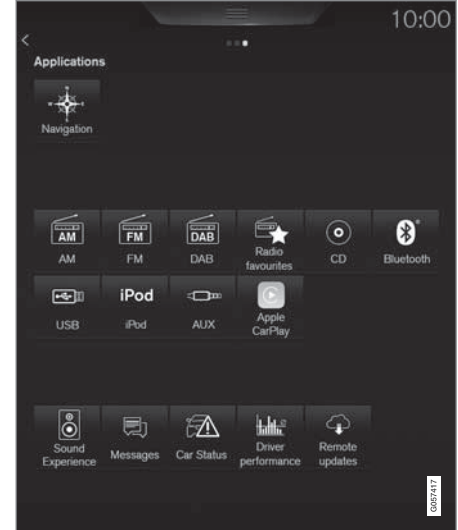 10:00
Applications
N
W E
S
Navigation
AM FM DAB
AM FM DAB Radio favourites CD Bluetooth
iPod
USB iPod AUX Apple CarPlay
Sound Experience Messages Car Status Driver performance Remote updates
G057417